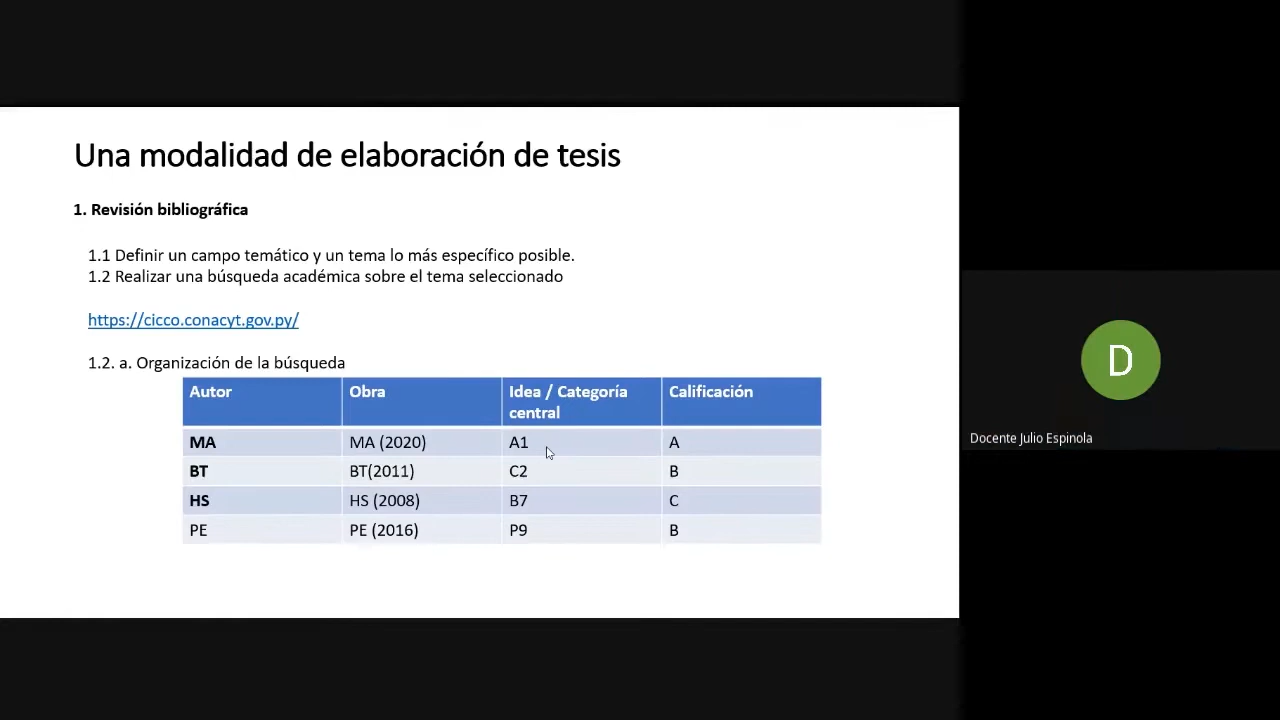 Una modalidad de elaboración de tesis
1. Revisión bibliográfica
1.1 Definir un campo temático y un tema lo más específico posible.
1.2 Realizar una búsqueda académica sobre el tema seleccionado
https://cicco.conacyt.gov.py/
1.2. a. Organización de la búsqueda
Autor Obra Idea / Categoría central Calificación
MA MA (2020) A1 A
BT BT(2011) C2 B
HS HS (2008) B7 C
PE PE (2016) P9 B
D
Docente Julio Espinola